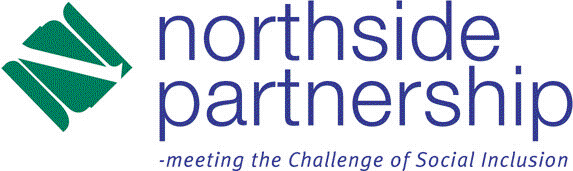 northside
partnership
-meeting the Challenge of Social Inclusion